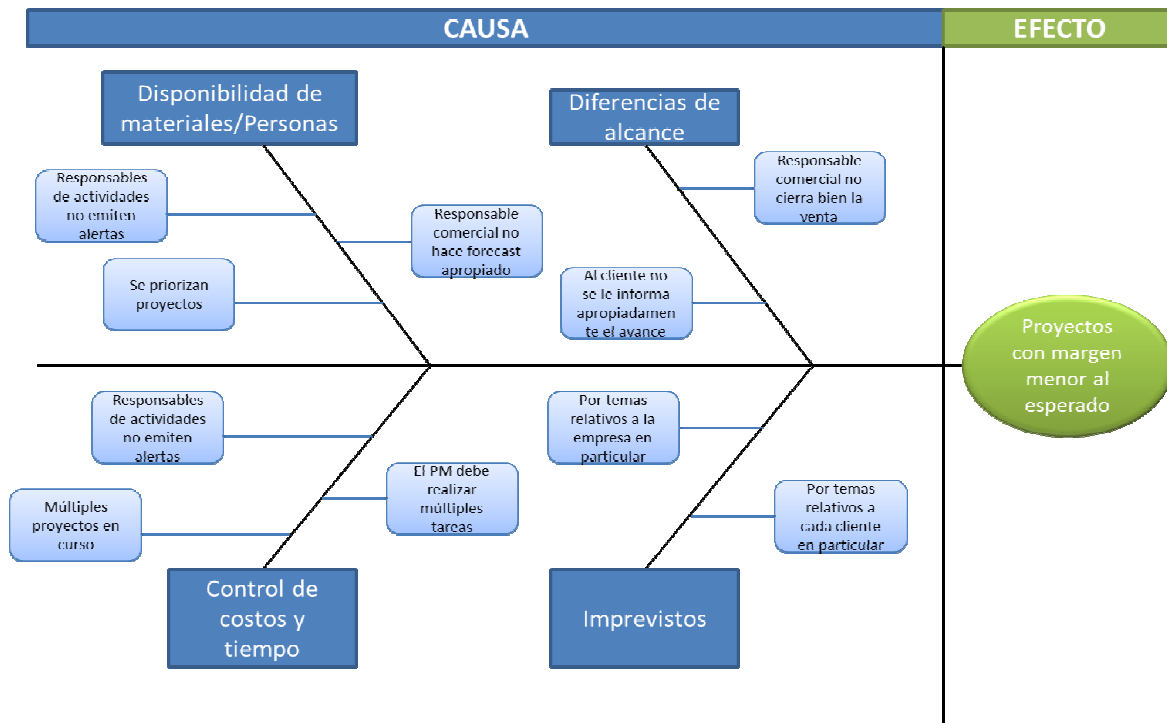 CAUSA
EFECTO
Disponibilidad de
materiales/Personas
Diferencias de
alcance
Responsables
de actividades
no emiten
alertas
Responsable
comercial no
hace forecast
apropiado
Se priorizan
proyectos
Responsable
comercial no
cierra bien la
venta
Al cliente no
se le informa
apropiadamen
te el avance
Proyectos
con margen
menor al
esperado
Responsables
de actividades
no emiten
alertas
El PM debe
realizar
múltiples
tareas
Múltiples
proyectos en
curso
Por temas
relativos a la
empresa en
particular
Por temas
relativos a
cada cliente
en particular
Control de
costos y
tiempo
Imprevistos